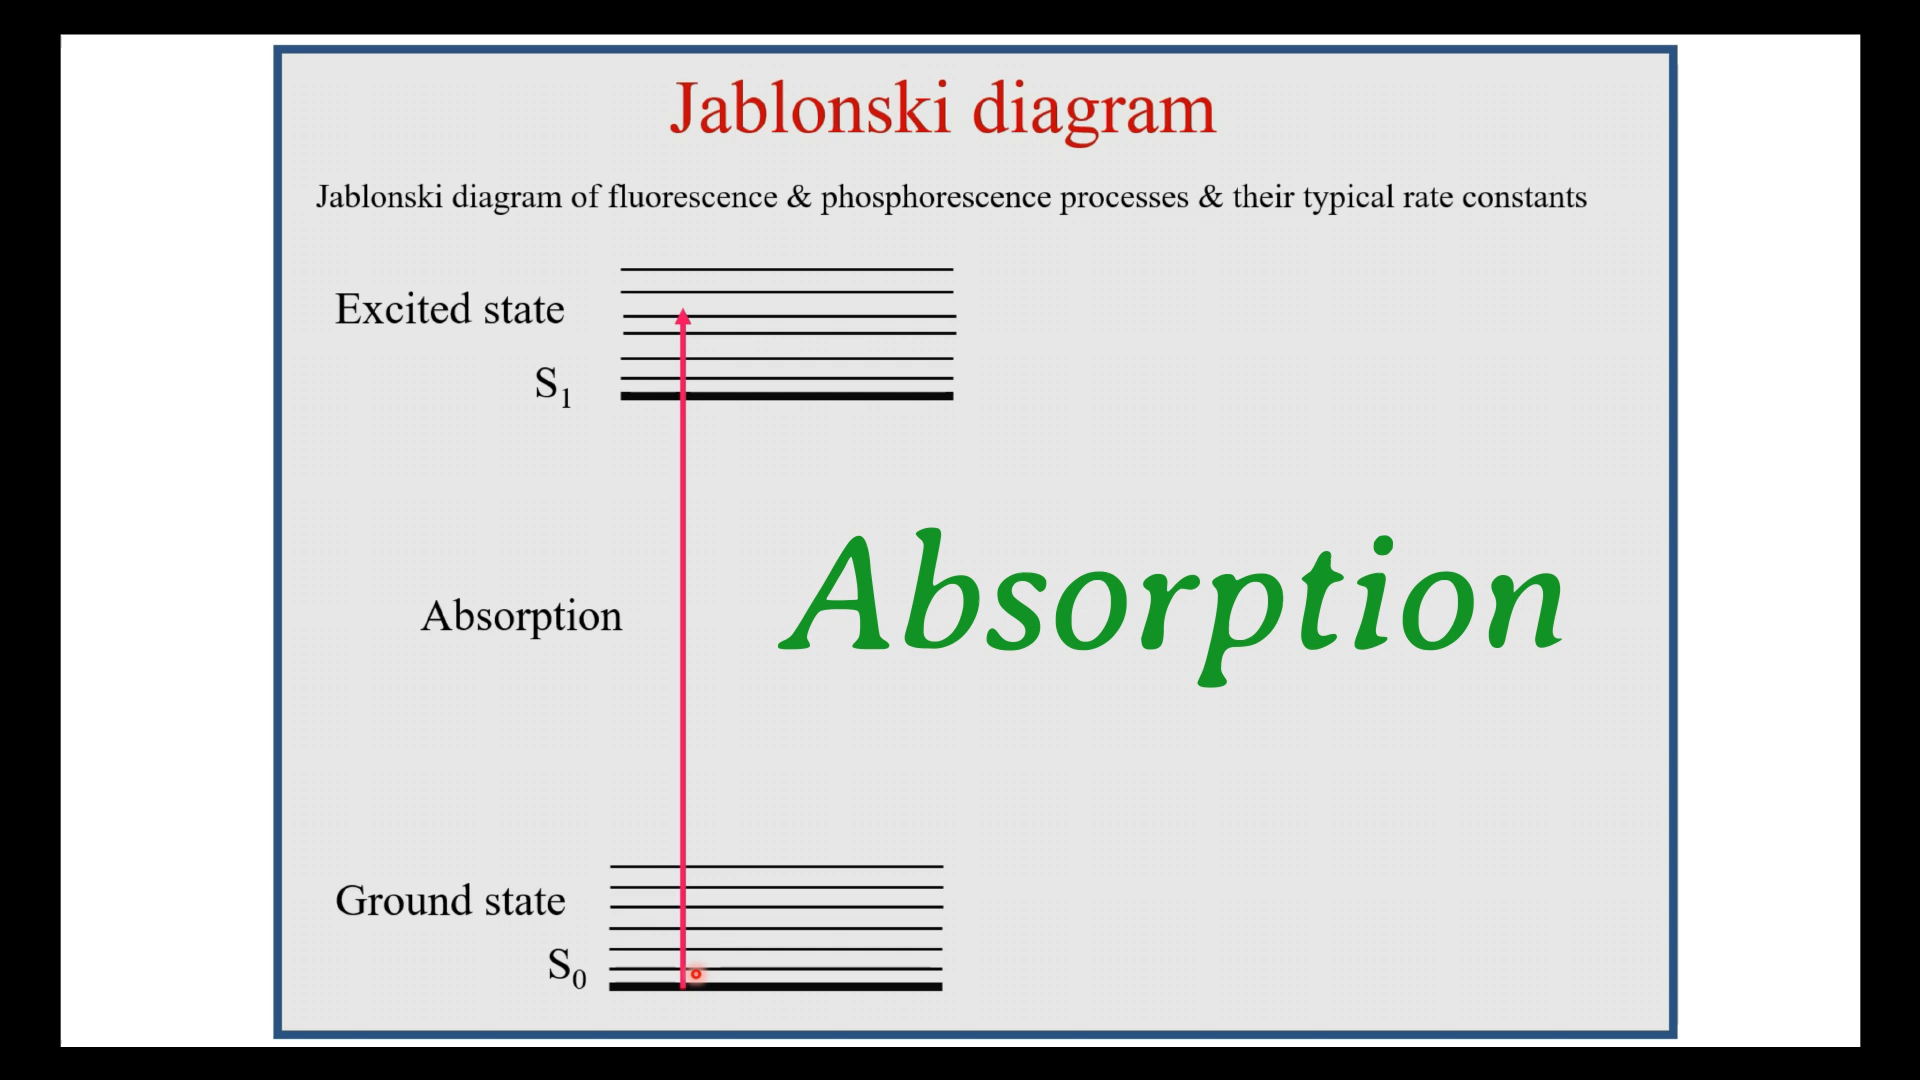 Jablonski diagram
Jablonski diagram of fluorescence & phosphorescence processes & their typical rate constants
Excited state
S₁
Absorption
Absorption
Ground state
S₀